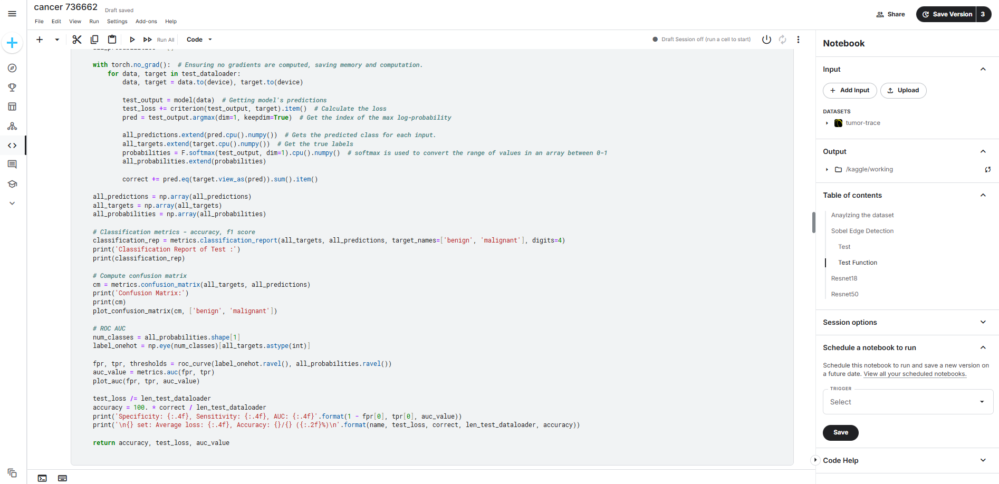 cancer 736662
Draft saved
File Edit View Run Settings Add-ons Help
Share
Save Version 3
Run All
Code
Draft Session off (run a cell to start)
with torch.no_grad():  # Ensuring no gradients are computed, saving memory and computation.
for data, target in test_dataloader:
data, target = data.to(device), target.to(device)
test_output = model(data)  # Getting model's predictions
test_loss += criterion(test_output, target).item()  # Calculate the loss
pred = test_output.argmax(dim=1, keepdim=True)  # Get the index of the max log-probability
all_predictions.extend(pred.cpu().numpy())  # Gets the predicted class for each input.
all_targets.extend(target.cpu().numpy())  # Get the true labels
probabilities = F.softmax(test_output, dim=1).cpu().numpy()  # softmax is used to convert the range of values in an array between 0-1
all_probabilities.extend(probabilities)
correct += pred.eq(target.view_as(pred)).sum().item()
all_predictions = np.array(all_predictions)
all_targets = np.array(all_targets)
all_probabilities = np.array(all_probabilities)
# Classification metrics - accuracy, f1 score
classification_rep = metrics.classification_report(all_targets, all_predictions, target_names=['benign', 'malignant'], digits=4)
print('Classification Report of Test :')
print(classification_rep)
# Compute confusion matrix
cm = metrics.confusion_matrix(all_targets, all_predictions)
print('Confusion Matrix:')
print(cm)
plot_confusion_matrix(cm, ['benign', 'malignant'])
# ROC AUC
num_classes = all_probabilities.shape[1]
label_onehot = np.eye(num_classes)[all_targets.astype(int)]
fpr, tpr, thresholds = roc_curve(label_onehot.ravel(), all_probabilities.ravel())
auc_value = metrics.auc(fpr, tpr)
plot_auc(fpr, tpr, auc_value)
test_loss /= len_test_dataloader
accuracy = 100. * correct / len_test_dataloader
print('Specificity: {:.4f}, Sensitivity: {:.4f}, AUC: {:.4f}'.format(1 - fpr[0], tpr[0], auc_value))
print('\n{} set: Average loss: {:.4f}, Accuracy: {}/{} ({:.2f}%)\n'.format(name, test_loss, correct, len_test_dataloader, accuracy))
return accuracy, test_loss, auc_value
Notebook
Input
Add Input
Upload
DATASETS
tumor-trace
Output
/kaggle/working
Table of contents
Anaylzing the dataset
Sobel Edge Detection
Test
Test Function
Resnet18
Resnet50
Session options
Schedule a notebook to run
Schedule this notebook to run and save a new version on
a future date. View all your scheduled notebooks.
TRIGGER
Select
Save
Code Help